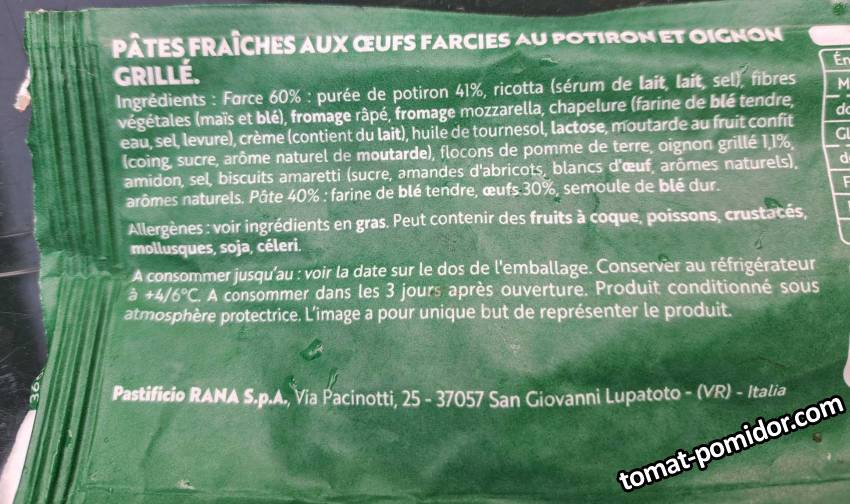 PÂTES FRAÎCHES AUX ŒUFS FARCIES AU POTIRON ET OIGNON
GRILLÉ.
Ingrédients : Farce 60% : purée de potiron 41%, ricotta (sérum de lait, lait, sel), fibres
végétales (maïs et blé), fromage râpé, fromage mozzarella, chapelure (farine de blé tendre,
eau, sel, levure), crème (contient du lait), huile de tournesol, lactose, moutarde au fruit confit
(coing, sucre, arôme naturel de moutarde), flocons de pomme de terre, oignon grillé 1,1%,
amidon, sel, biscuits amaretti (sucre, amandes d'abricots, blancs d'œuf, arômes naturels),
arômes naturels. Pâte 40% : farine de blé tendre, œufs 30%, semoule de blé dur.
Allergènes : voir ingrédients en gras. Peut contenir des fruits à coque, poissons, crustacés,
mollusques, soja, céleri.
A consommer jusqu'au : voir la date sur le dos de l'emballage. Conserver au réfrigérateur
à +4/6°C. A consommer dans les 3 jours après ouverture. Produit conditionné sous
atmosphère protectrice. L'image a pour unique but de représenter le produit.
Pastificio RANA S.p.A., Via Pacinotti, 25 - 37057 San Giovanni Lupatoto - (VR) - Italia
tomat-pomidor.com